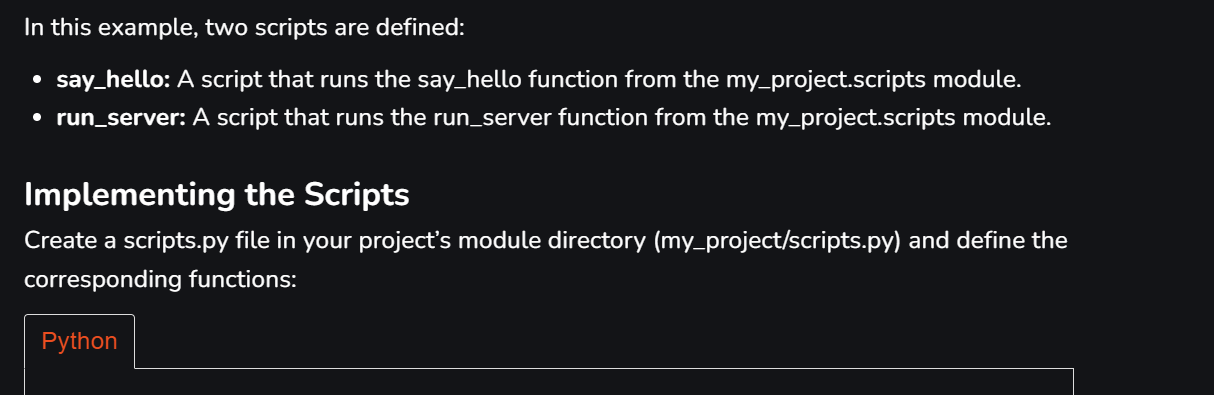 In this example, two scripts are defined:
• say_hello: A script that runs the say_hello function from the my_project.scripts module.
• run_server: A script that runs the run_server function from the my_project.scripts module.
Implementing the Scripts
Create a scripts.py file in your project’s module directory (my_project/scripts.py) and define the
corresponding functions:
Python